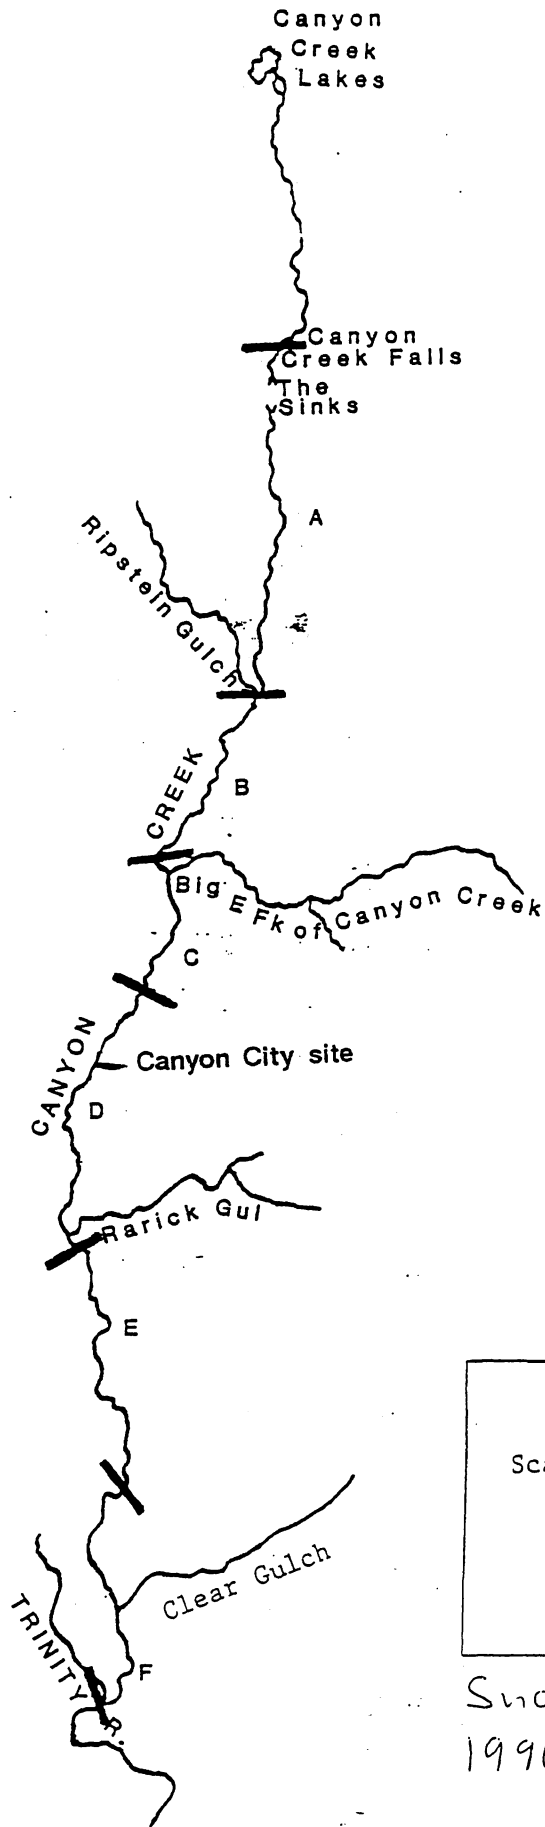 Canyon
Creek
Lakes
Canyon
Creek Falls
The
Sinks
A
Ripstein Gulch
B
CREEK
Big E Fk of Canyon Creek
C
CANYON
Canyon City site
D
Rarick Gul
E
Clear Gulch
TRINITY R.
F